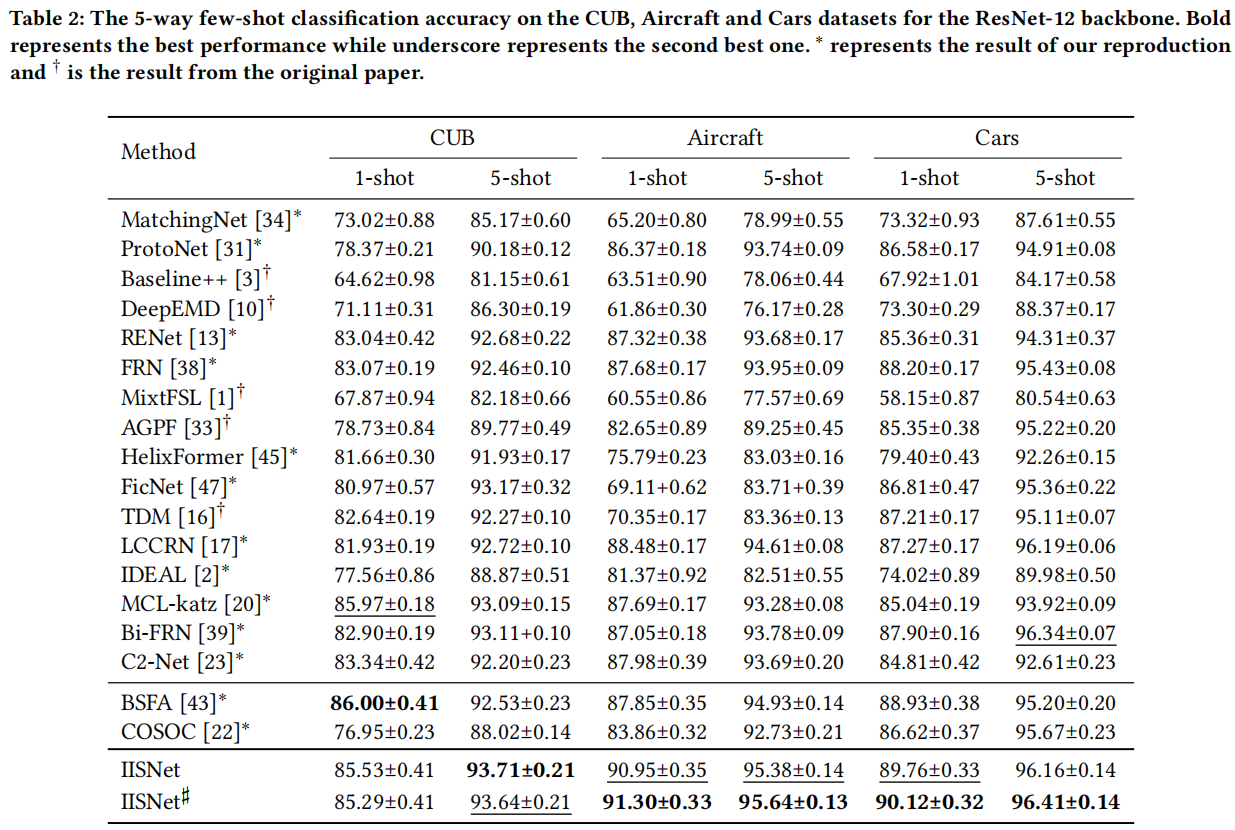 Table 2: The 5-way few-shot classification accuracy on the CUB, Aircraft and Cars datasets for the ResNet-12 backbone. Bold
represents the best performance while underscore represents the second best one. * represents the result of our reproduction
and † is the result from the original paper.
Method CUB Aircraft Cars
1-shot 5-shot 1-shot 5-shot 1-shot 5-shot
MatchingNet [34]* 73.02±0.88 85.17±0.60 65.20±0.80 78.99±0.55 73.32±0.93 87.61±0.55
ProtoNet [31]* 78.37±0.21 90.18±0.12 86.37±0.18 93.74±0.09 86.58±0.17 94.91±0.08
Baseline++ [3]† 64.62±0.98 81.15±0.61 63.51±0.90 78.06±0.44 67.92±1.01 84.17±0.58
DeepEMD [10]† 71.11±0.31 86.30±0.19 61.86±0.30 76.17±0.28 73.30±0.29 88.37±0.17
RENet [13]* 83.04±0.42 92.68±0.22 87.32±0.38 93.68±0.17 85.36±0.31 94.31±0.37
FRN [38]* 83.07±0.19 92.46±0.10 87.68±0.17 93.95±0.09 88.20±0.17 95.43±0.08
MixtFSL [1]† 67.87±0.94 82.18±0.66 60.55±0.86 77.57±0.69 58.15±0.87 80.54±0.63
AGPF [33]† 78.73±0.84 89.77±0.49 82.65±0.89 89.25±0.45 85.35±0.38 95.22±0.20
HelixFormer [45]* 81.66±0.30 91.93±0.17 75.79±0.23 83.03±0.16 79.40±0.43 92.26±0.15
FicNet [47]* 80.97±0.57 93.17±0.32 69.11+0.62 83.71+0.39 86.81±0.47 95.36±0.22
TDM [16]† 82.64±0.19 92.27±0.10 70.35±0.17 83.36±0.13 87.21±0.17 95.11±0.07
LCCRN [17]* 81.93±0.19 92.72±0.10 88.48±0.17 94.61±0.08 87.27±0.17 96.19±0.06
IDEAL [2]* 77.56±0.86 88.87±0.51 81.37±0.92 82.51±0.55 74.02±0.89 89.98±0.50
MCL-katz [20]* 85.97±0.18 93.09±0.15 87.69±0.17 93.28±0.08 85.04±0.19 93.92±0.09
Bi-FRN [39]* 82.90±0.19 93.11+0.10 87.05±0.18 93.78±0.09 87.90±0.16 96.34±0.07
C2-Net [23]* 83.34±0.42 92.20±0.23 87.98±0.39 93.69±0.20 84.81±0.42 92.61±0.23
BSFA [43]* 86.00±0.41 92.53±0.23 87.85±0.35 94.93±0.14 88.93±0.38 95.20±0.20
COSOC [22]* 76.95±0.23 88.02±0.14 83.86±0.32 92.73±0.21 86.62±0.37 95.67±0.23
IISNet 85.53±0.41 93.71±0.21 90.95±0.35 95.38±0.14 89.76±0.33 96.16±0.14
IISNet♯ 85.29±0.41 93.64±0.21 91.30±0.33 95.64±0.13 90.12±0.32 96.41±0.14